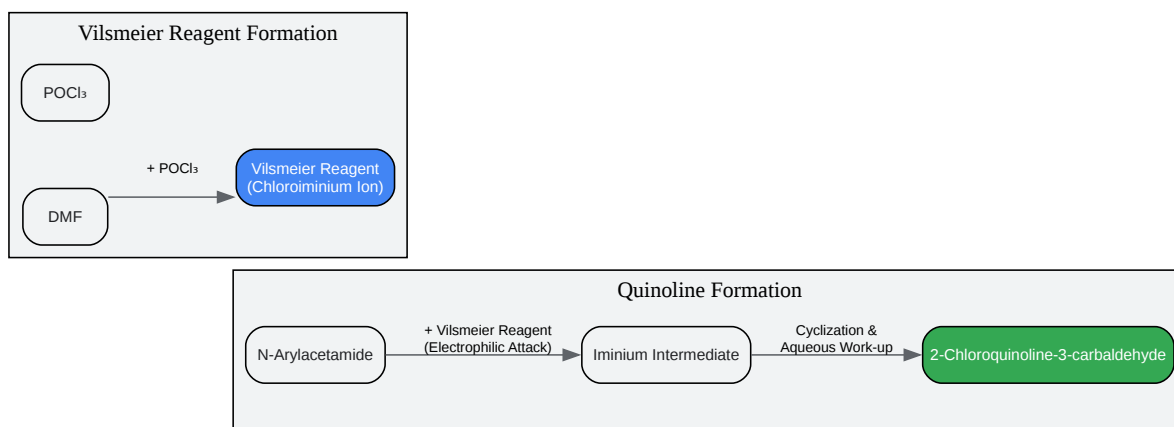 Vilsmeier Reagent Formation
POCl₃
+ POCl₃
Vilsmeier Reagent
(Chloroiminium Ion)
DMF
Quinoline Formation
N-Arylacetamide
+ Vilsmeier Reagent
(Electrophilic Attack)
Iminium Intermediate
Cyclization &
Aqueous Work-up
2-Chloroquinoline-3-carbaldehyde